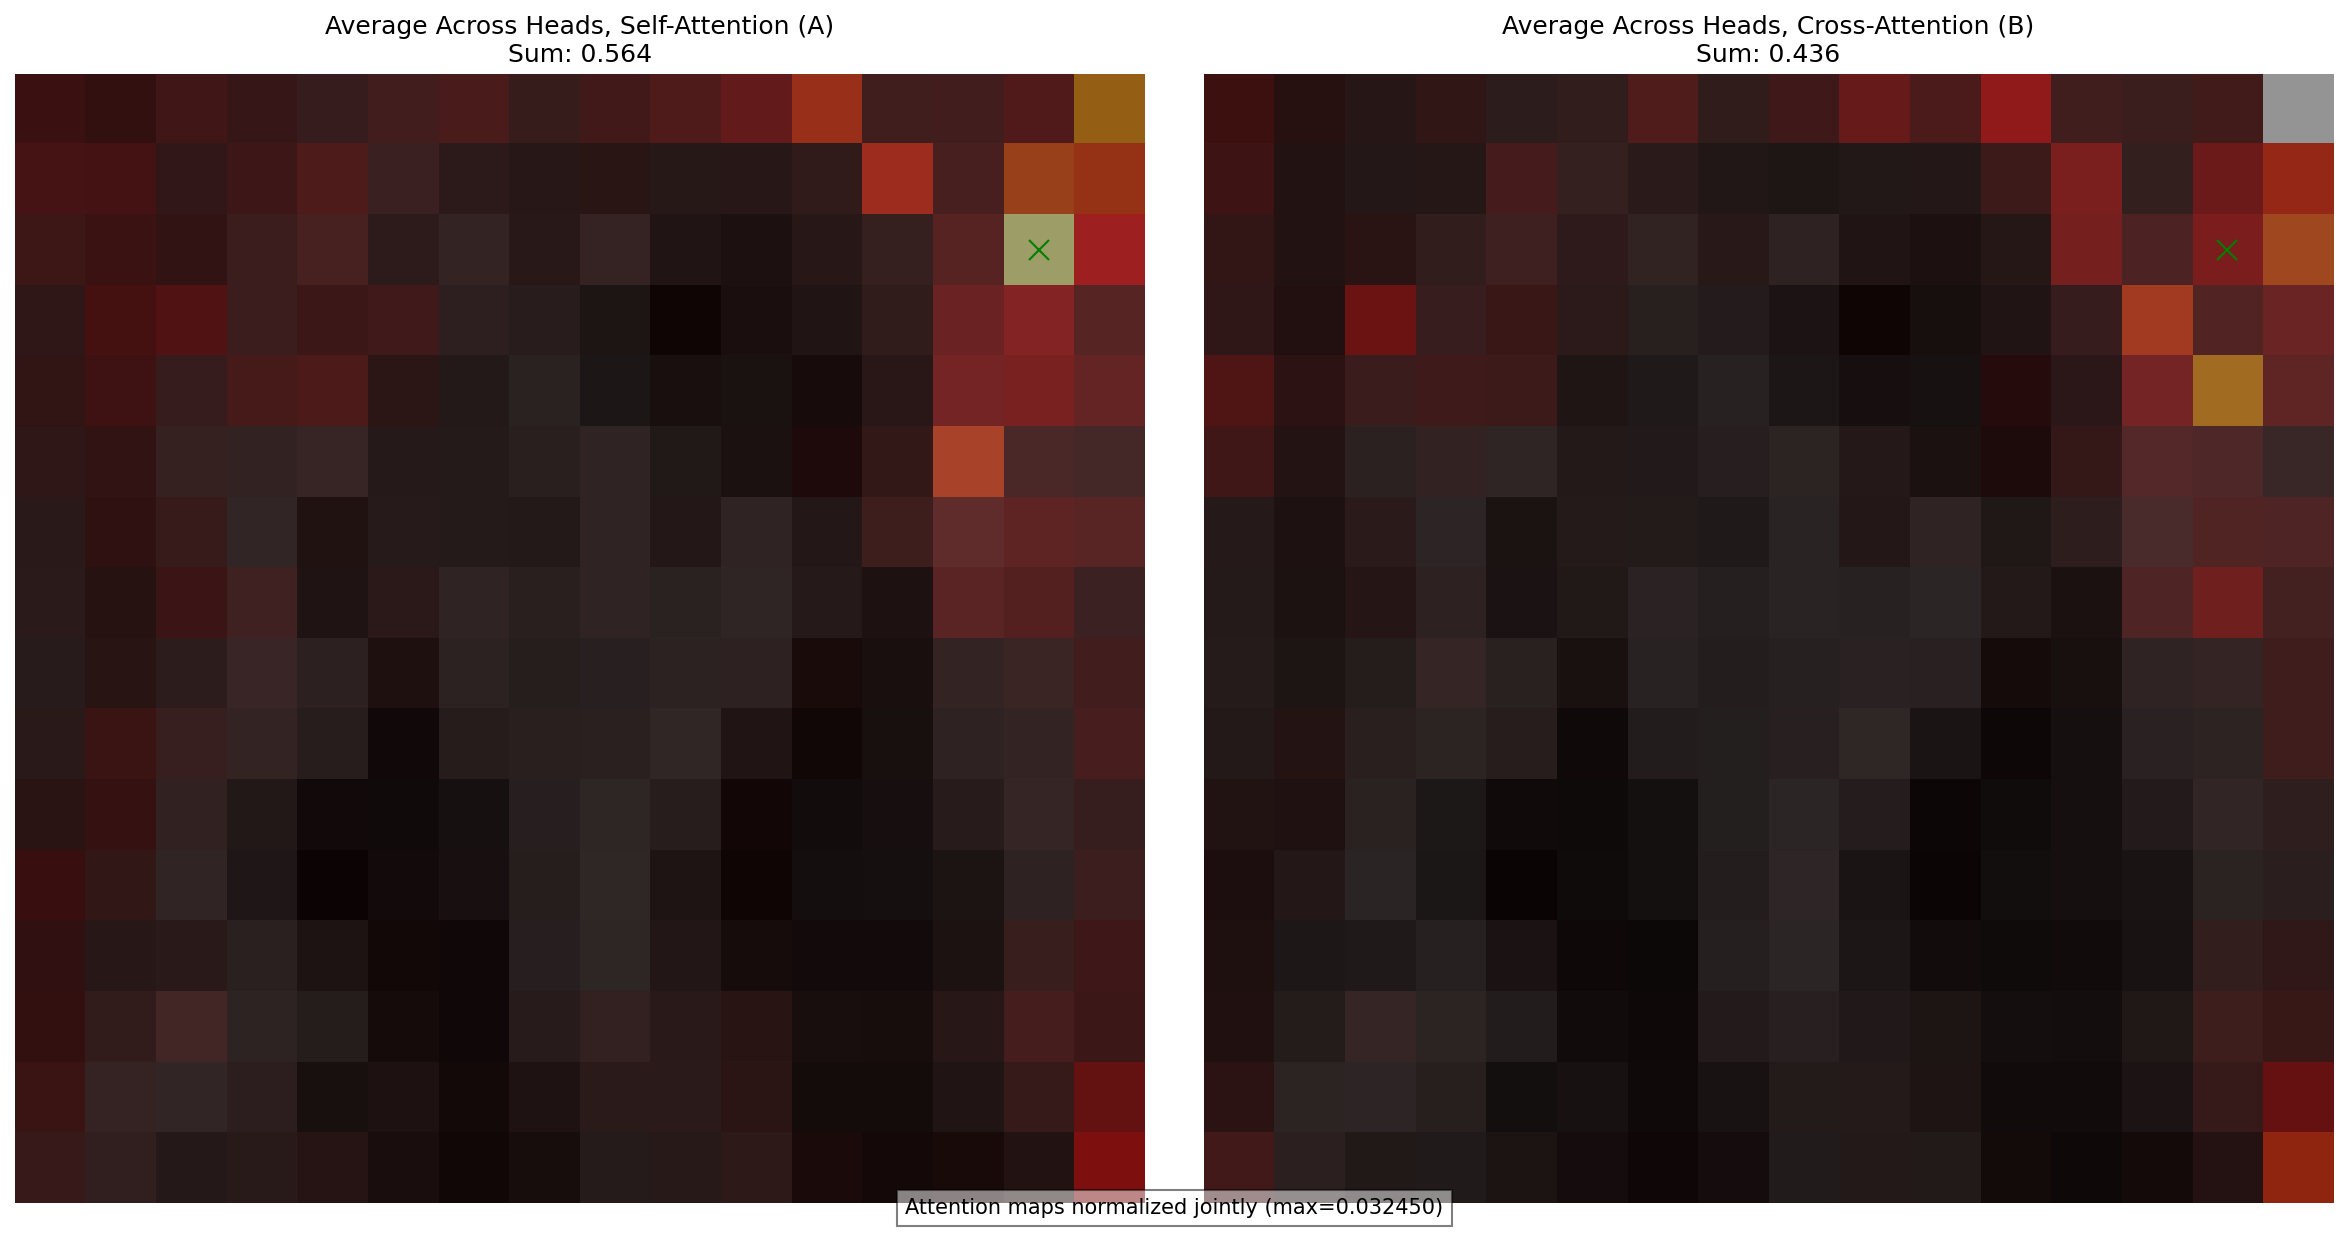 Average Across Heads, Self-Attention (A)
Sum: 0.564
Average Across Heads, Cross-Attention (B)
Sum: 0.436
Attention maps normalized jointly (max=0.032450)